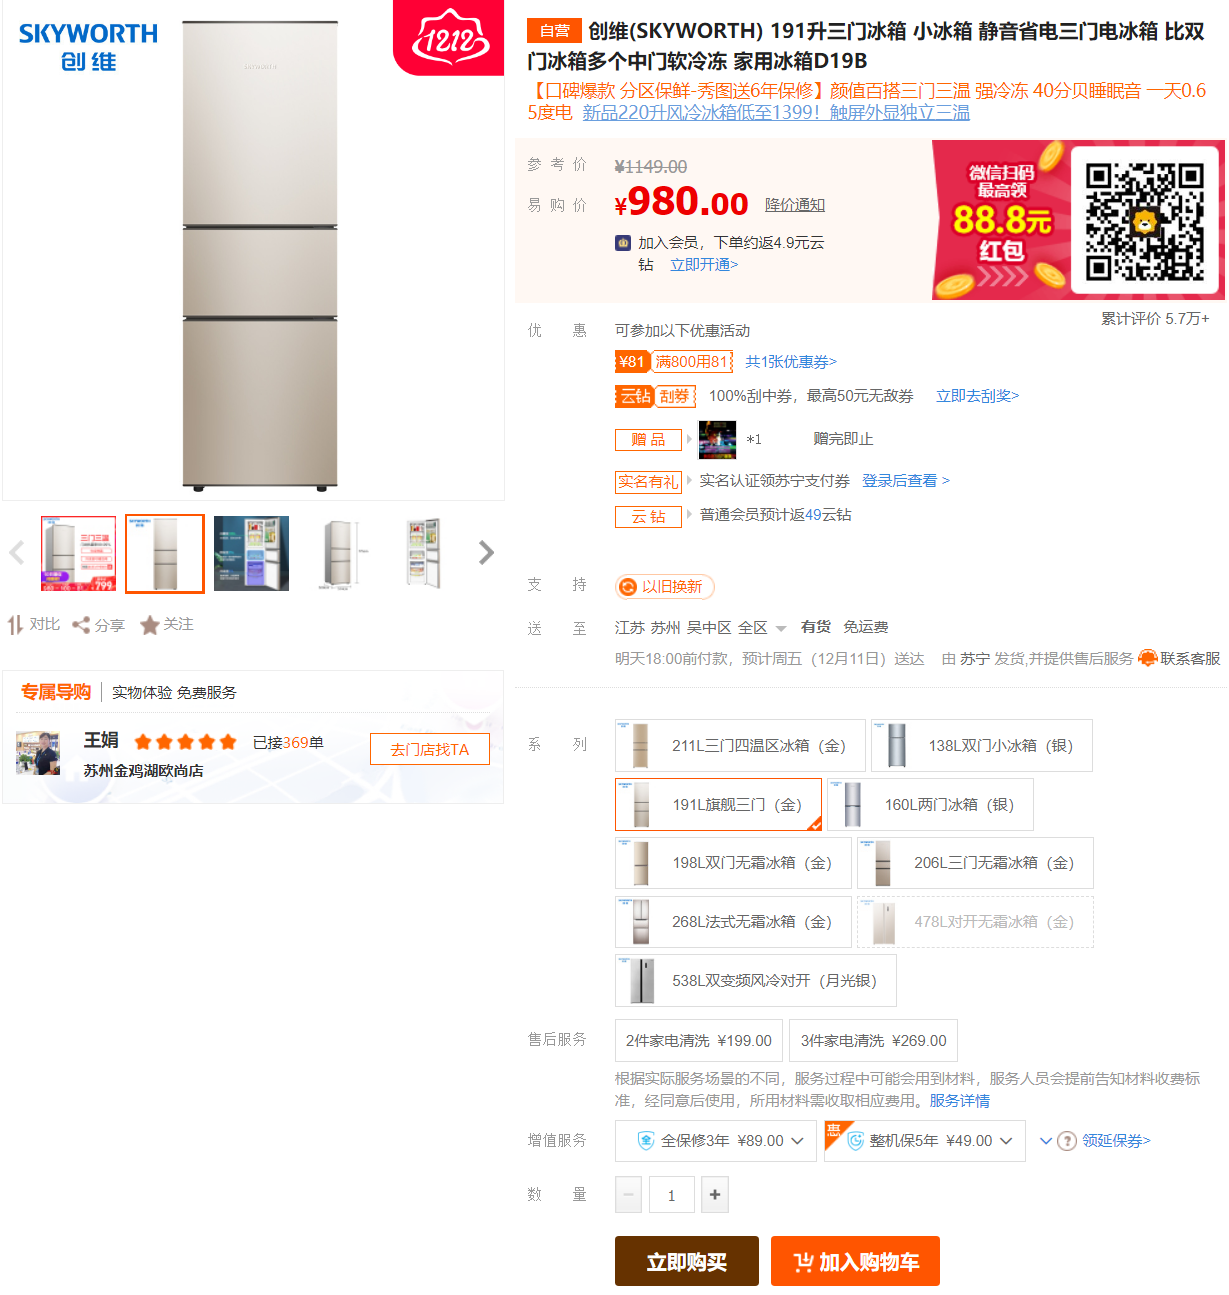 SKYWORTH
创维
1212
SKYWORTH
对比 分享 关注
专属导购 实物体验 免费服务
王娟 已接369单
苏州金鸡湖欧尚店
去门店找TA
自营 创维(SKYWORTH) 191升三门冰箱 小冰箱 静音省电三门电冰箱 比双
门冰箱多个中门软冷冻 家用冰箱D19B
【口碑爆款 分区保鲜-秀图送6年保修】颜值百搭三门三温 强冷冻 40分贝睡眠音 一天0.6
5度电 新品220升风冷冰箱低至1399！触屏外显独立三温
参考价 ¥1149.00
易购价 ¥980.00 降价通知
加入会员，下单约返4.9元云
钻 立即开通>
微信扫码
最高领
88.8元
红包
累计评价 5.7万+
优惠 可参加以下优惠活动
¥81 满800用81 共1张优惠券>
云钻 刮券 100%刮中券，最高50元无敌券 立即去刮奖>
赠品 *1 赠完即止
实名有礼 实名认证领苏宁支付券 登录后查看 >
云钻 普通会员预计返49云钻
支持 以旧换新
送至 江苏 苏州 吴中区 全区 有货 免运费
明天18:00前付款，预计周五（12月11日）送达 由 苏宁 发货,并提供售后服务 联系客服
系列 211L三门四温区冰箱（金） 138L双门小冰箱（银）
191L旗舰三门（金） 160L两门冰箱（银）
198L双门无霜冰箱（金） 206L三门无霜冰箱（金）
268L法式无霜冰箱（金） 478L对开无霜冰箱（金）
538L双变频风冷对开（月光银）
售后服务 2件家电清洗 ¥199.00 3件家电清洗 ¥269.00
根据实际服务场景的不同，服务过程中可能会用到材料，服务人员会提前告知材料收费标
准，经同意后使用，所用材料需收取相应费用。服务详情
增值服务 全保修3年 ¥89.00 惠 整机保5年 ¥49.00 ? 领延保券>
数量 − 1 +
立即购买 加入购物车